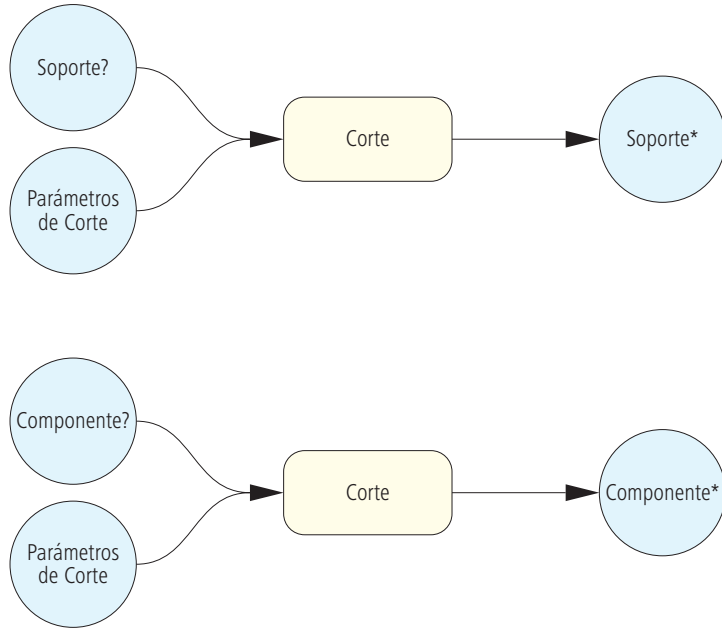 Soporte?
Corte
Soporte*
Parámetros
de Corte
Componente?
Corte
Componente*
Parámetros
de Corte